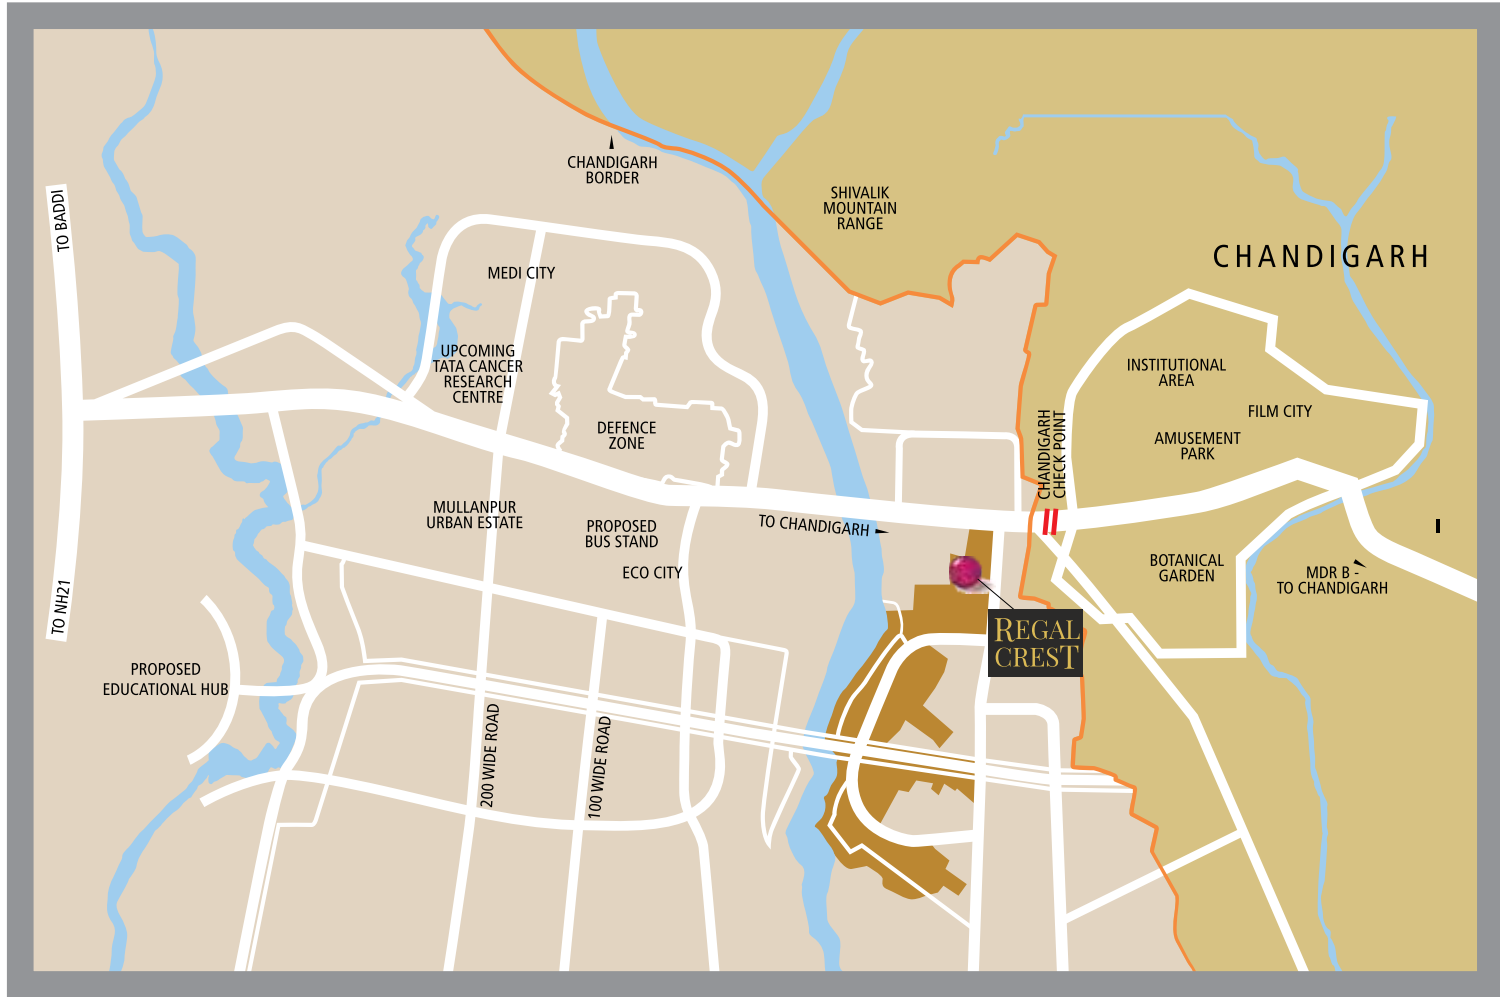 CHANDIGARH
BORDER
SHIVALIK
MOUNTAIN
RANGE
TO BADDI
CHANDIGARH
MEDI CITY
UPCOMING
TATA CANCER
RESEARCH
CENTRE
INSTITUTIONAL
AREA
FILM CITY
DEFENCE
ZONE
AMUSEMENT
PARK
CHANDIGARH
CHECK POINT
MULLANPUR
URBAN ESTATE
PROPOSED
BUS STAND
TO CHANDIGARH
ECO CITY
BOTANICAL
GARDEN
MDR B -
TO CHANDIGARH
TO NH21
REGAL
CREST
PROPOSED
EDUCATIONAL HUB
200 WIDE ROAD
100 WIDE ROAD